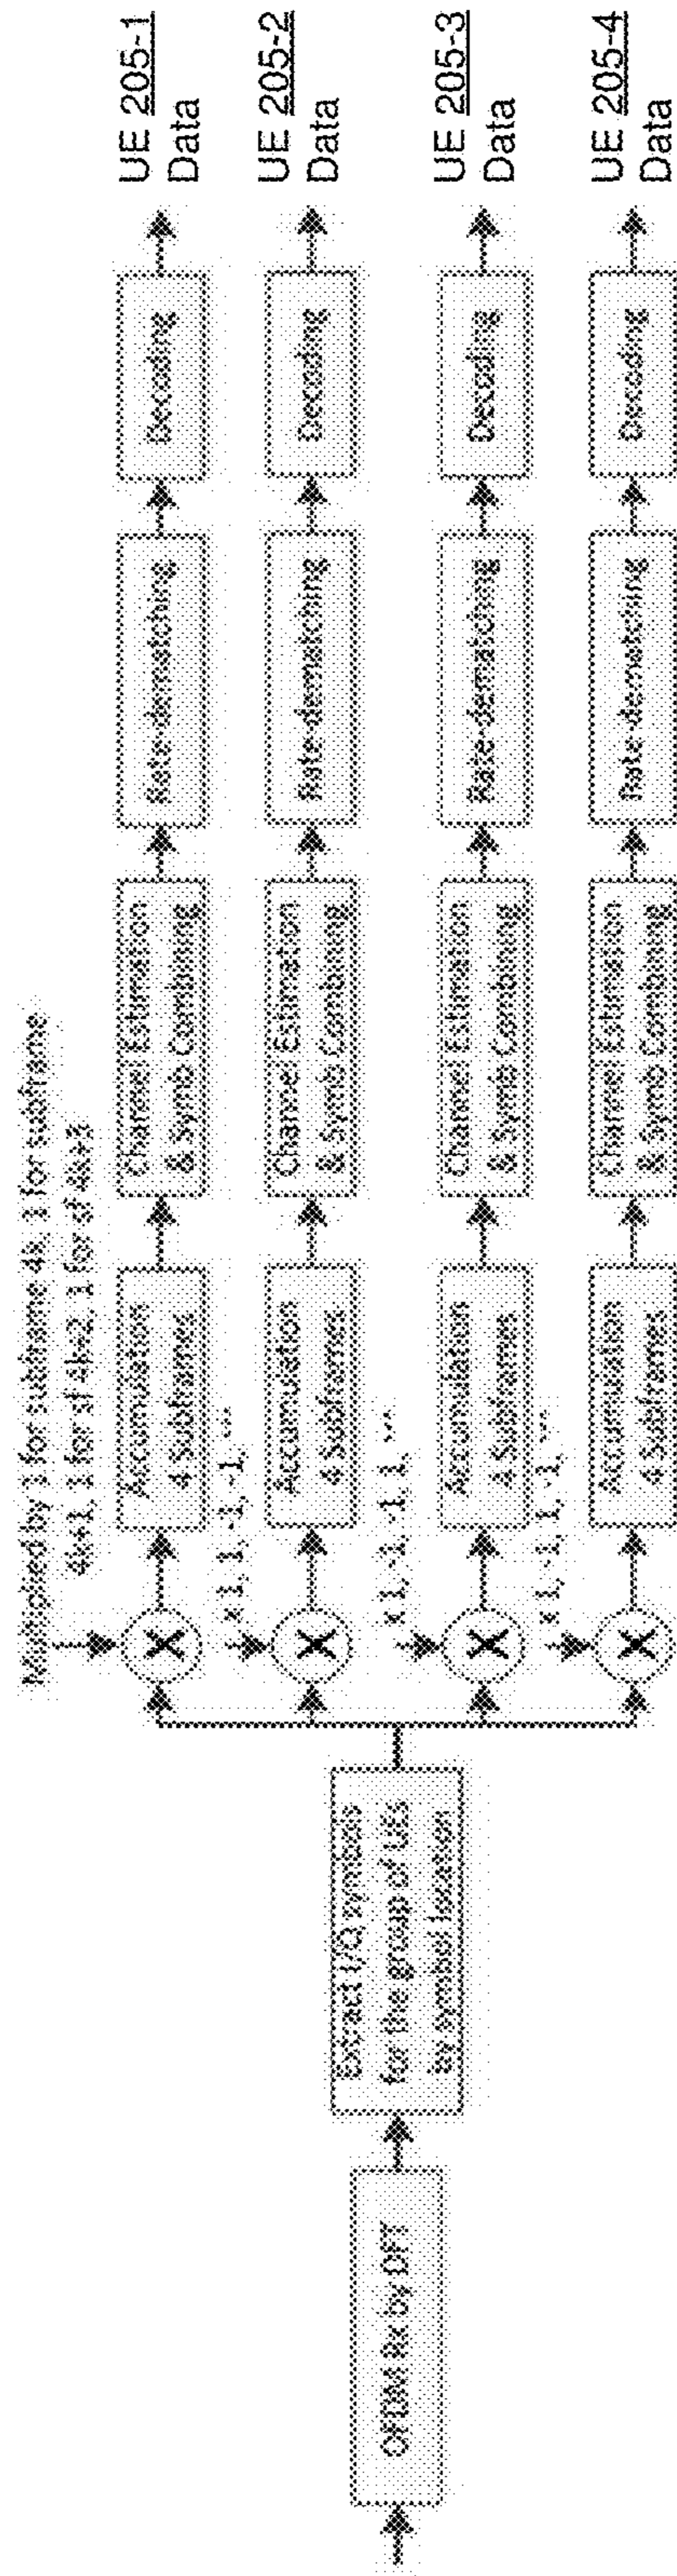 OFDM Rx by DFT
Extract I/Q symbols
for the group of UEs
by symbol location
Multiplied by 1 for subframe 4k, 1 for subframe
4k+1, 1 for sf 4k+2, 1 for sf 4k+3
X
Accumulation
4 Subframes
Channel Estimation
& Symb Combining
Rate-dematching
Decoding
UE 205-1
Data
x 1, 1, -1, -1, ...
X
Accumulation
4 Subframes
Channel Estimation
& Symb Combining
Rate-dematching
Decoding
UE 205-2
Data
x 1, -1, -1, 1, ...
X
Accumulation
4 Subframes
Channel Estimation
& Symb Combining
Rate-dematching
Decoding
UE 205-3
Data
x 1, -1, 1, -1, ...
X
Accumulation
4 Subframes
Channel Estimation
& Symb Combining
Rate-dematching
Decoding
UE 205-4
Data